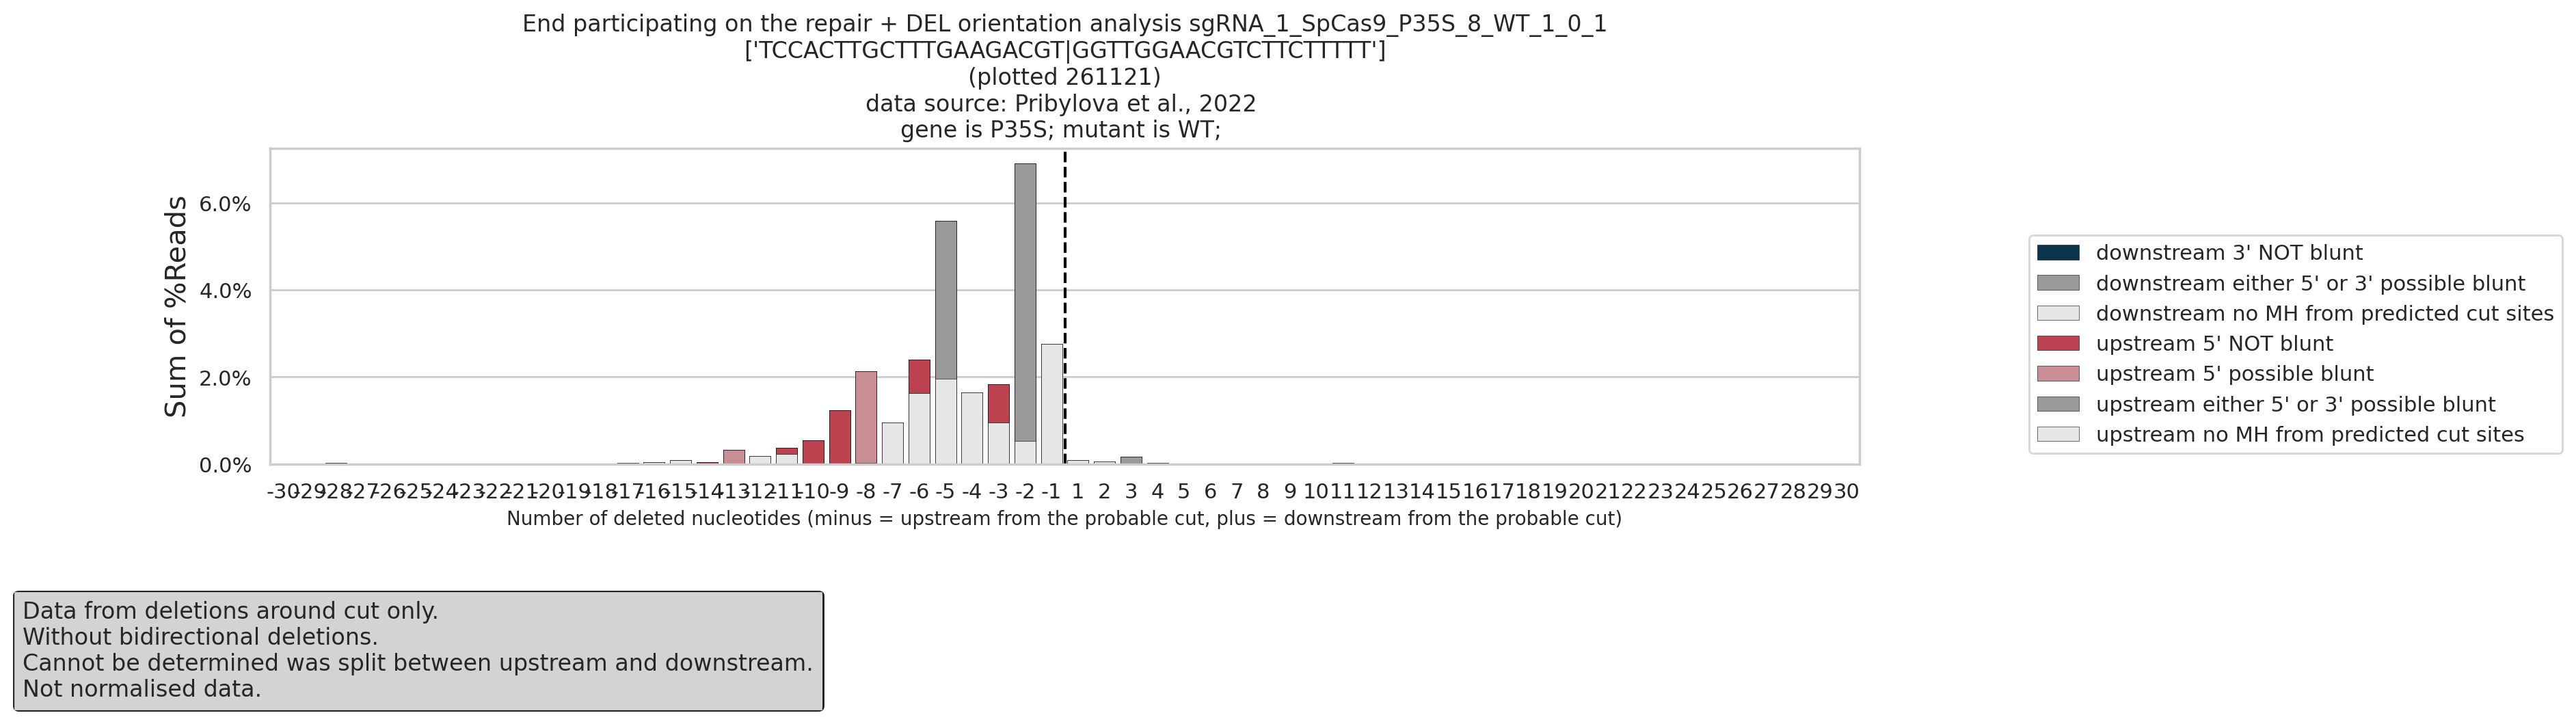 End participating on the repair + DEL orientation analysis sgRNA_1_SpCas9_P35S_8_WT_1_0_1
['TCCACTTGCTTTGAAGACGT|GGTTGGAACGTCTTCTTTTT']
(plotted 261121)
data source: Pribylova et al., 2022
gene is P35S; mutant is WT;
Sum of %Reads
6.0%
4.0%
2.0%
0.0%
-30 -29 -28 -27 -26 -25 -24 -23 -22 -21 -20 -19 -18 -17 -16 -15 -14 -13 -12 -11 -10 -9 -8 -7 -6 -5 -4 -3 -2 -1 1 2 3 4 5 6 7 8 9 10 11 12 13 14 15 16 17 18 19 20 21 22 23 24 25 26 27 28 29 30
Number of deleted nucleotides (minus = upstream from the probable cut, plus = downstream from the probable cut)
downstream 3' NOT blunt
downstream either 5' or 3' possible blunt
downstream no MH from predicted cut sites
upstream 5' NOT blunt
upstream 5' possible blunt
upstream either 5' or 3' possible blunt
upstream no MH from predicted cut sites
Data from deletions around cut only.
Without bidirectional deletions.
Cannot be determined was split between upstream and downstream.
Not normalised data.